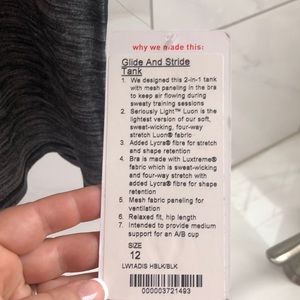 why we made this:
Glide And Stride
Tank
1. We designed this 2-in-1 tank
with mesh paneling in the bra
to keep air flowing during
sweaty training sessions
2. Seriously Light™ Luon is the
lightest version of our soft,
sweat-wicking, four-way
stretch Luon® fabric
3. Added Lycra® fibre for stretch
and shape retention
4. Bra is made with Luxtreme®
fabric which is sweat-wicking
and four-way stretch with
added Lycra® fibre for shape
retention
5. Mesh fabric paneling for
ventilation
6. Relaxed fit, hip length
7. Intended to provide medium
support for an A/B cup
SIZE
12
LW1ADIS HBLK/BLK
000003721493